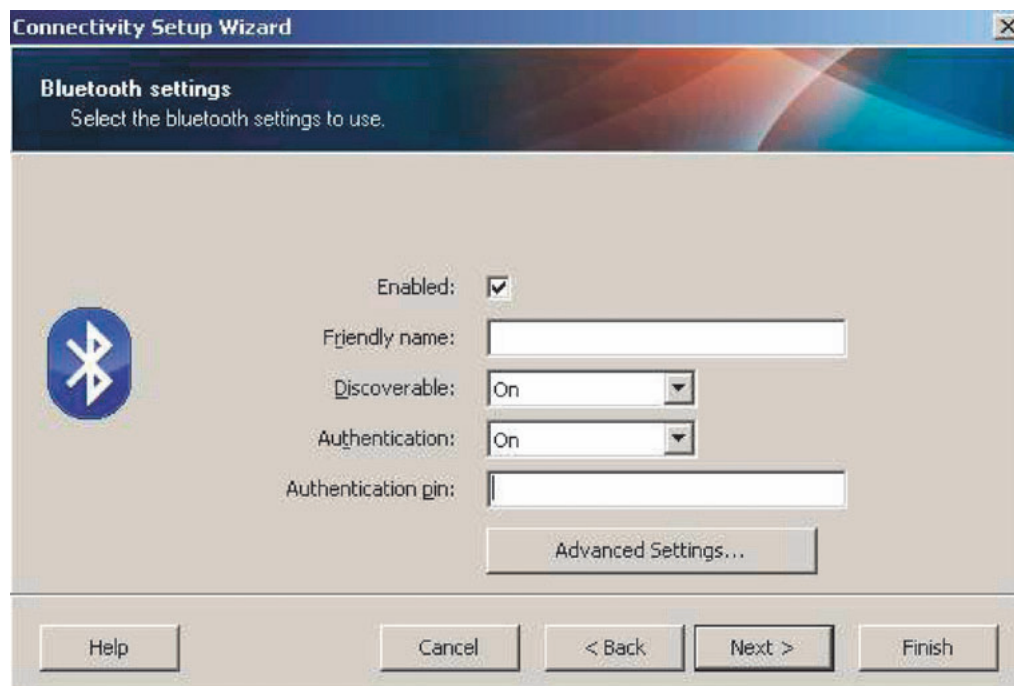 Connectivity Setup Wizard
Bluetooth settings
Select the bluetooth settings to use.
Enabled:
Friendly name:
Discoverable: On
Authentication: On
Authentication pin:
Advanced Settings...
Help Cancel < Back Next > Finish